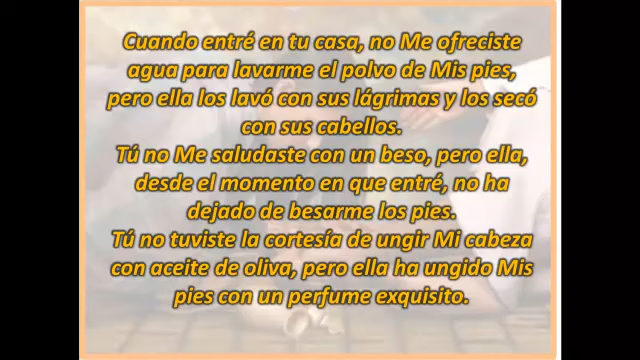 Cuando entré en tu casa, no Me ofreciste
agua para lavarme el polvo de Mis pies,
pero ella los lavó con sus lágrimas y los secó
con sus cabellos.
Tú no Me saludaste con un beso, pero ella,
desde el momento en que entré, no ha
dejado de besarme los pies.
Tú no tuviste la cortesía de ungir Mi cabeza
con aceite de oliva, pero ella ha ungido Mis
pies con un perfume exquisito.